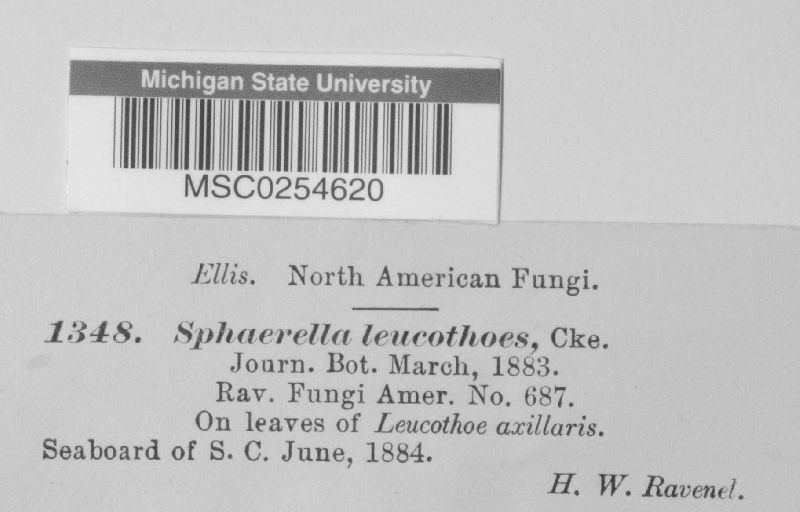 Michigan State University
MSC0254620
Ellis. North American Fungi.
1348. Sphaerella leucothoes, Cke.
Journ. Bot. March, 1883.
Rav. Fungi Amer. No. 687.
On leaves of Leucothoe axillaris.
Seaboard of S. C. June, 1884.
H. W. Ravenel.